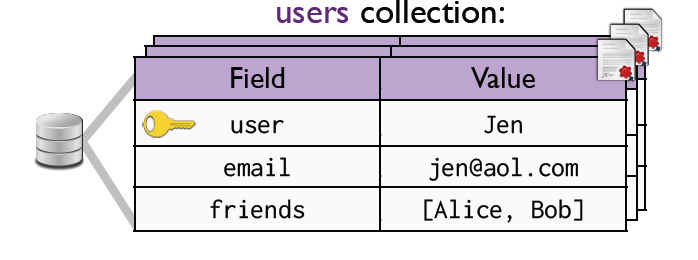 users collection:
Field Value
user Jen
email jen@aol.com
friends [Alice, Bob]